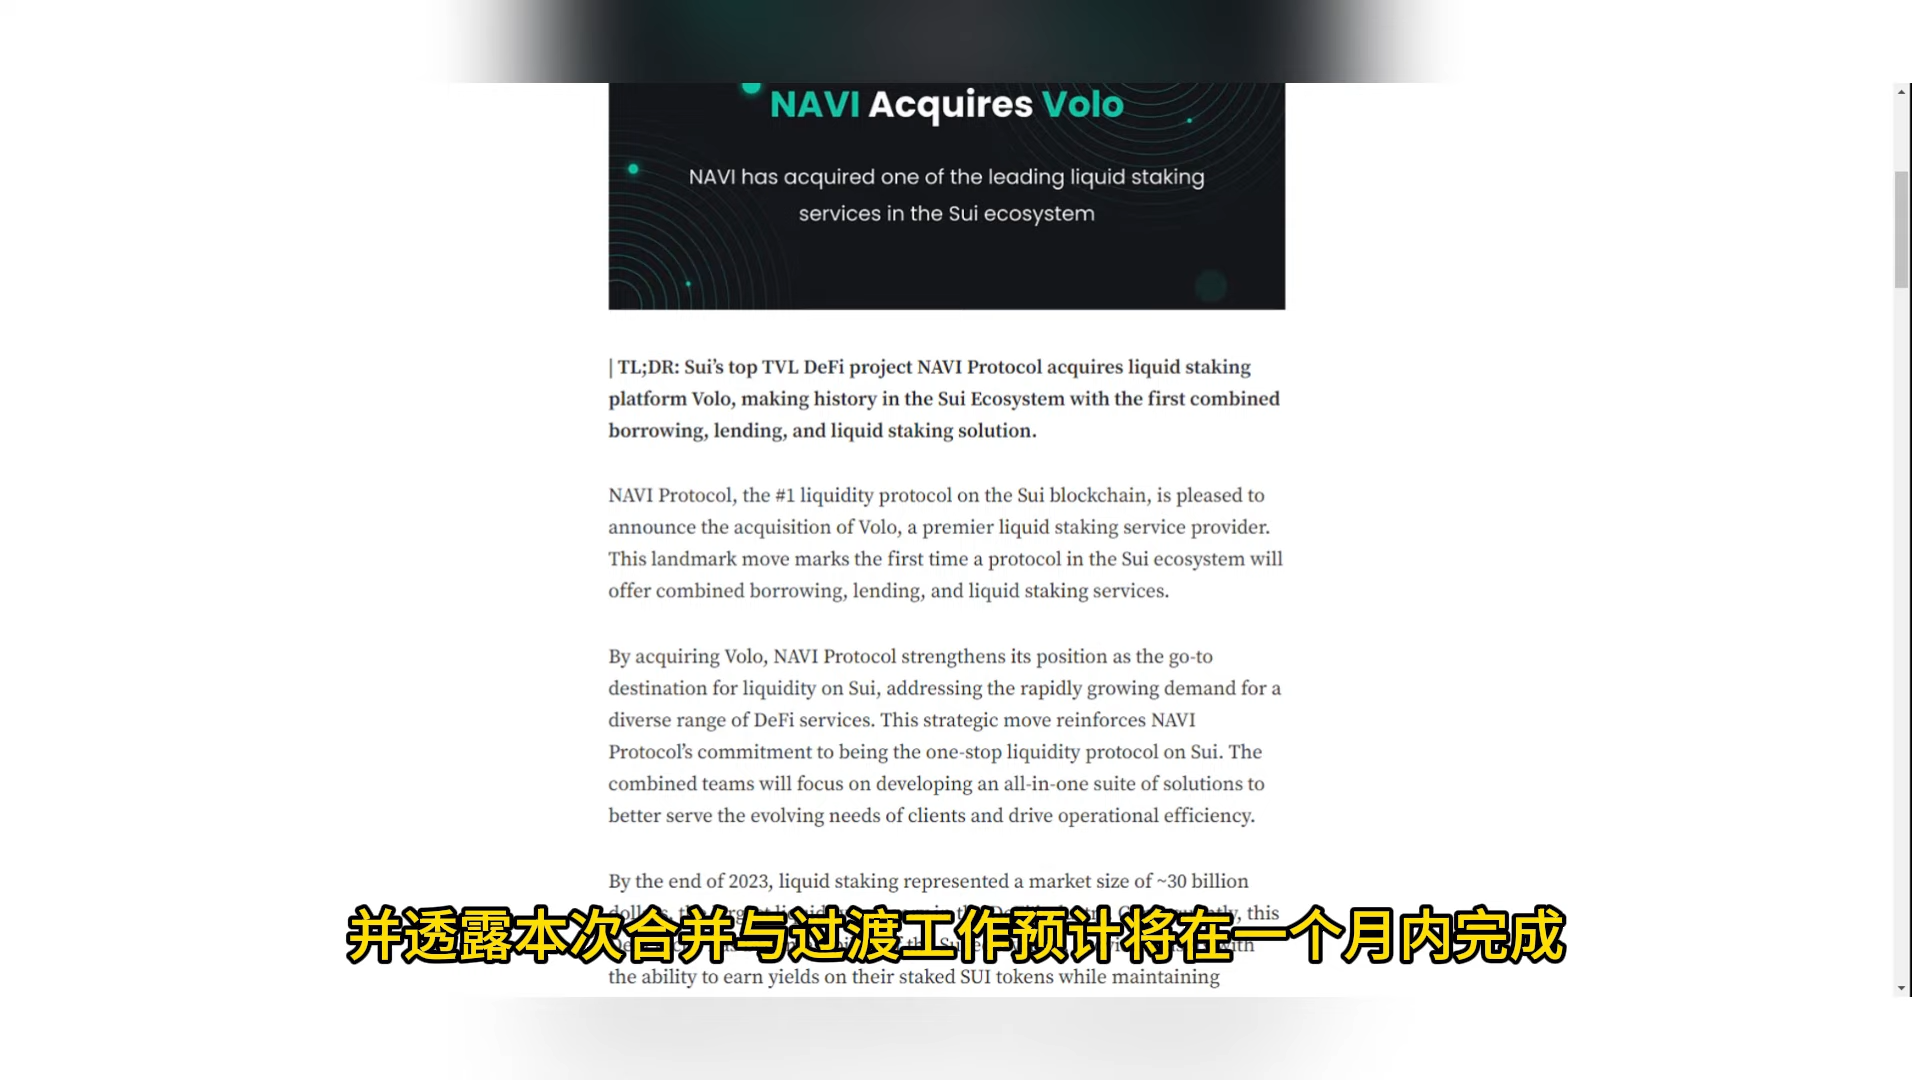 NAVI Acquires Volo
NAVI has acquired one of the leading liquid staking
services in the Sui ecosystem
| TL;DR: Sui’s top TVL DeFi project NAVI Protocol acquires liquid staking
platform Volo, making history in the Sui Ecosystem with the first combined
borrowing, lending, and liquid staking solution.
NAVI Protocol, the #1 liquidity protocol on the Sui blockchain, is pleased to
announce the acquisition of Volo, a premier liquid staking service provider.
This landmark move marks the first time a protocol in the Sui ecosystem will
offer combined borrowing, lending, and liquid staking services.
By acquiring Volo, NAVI Protocol strengthens its position as the go-to
destination for liquidity on Sui, addressing the rapidly growing demand for a
diverse range of DeFi services. This strategic move reinforces NAVI
Protocol’s commitment to being the one-stop liquidity protocol on Sui. The
combined teams will focus on developing an all-in-one suite of solutions to
better serve the evolving needs of clients and drive operational efficiency.
By the end of 2023, liquid staking represented a market size of ~30 billion
this
并透露本次合并与过渡工作预计将在一个月内完成
the ability to earn yields on their staked SUI tokens while maintaining